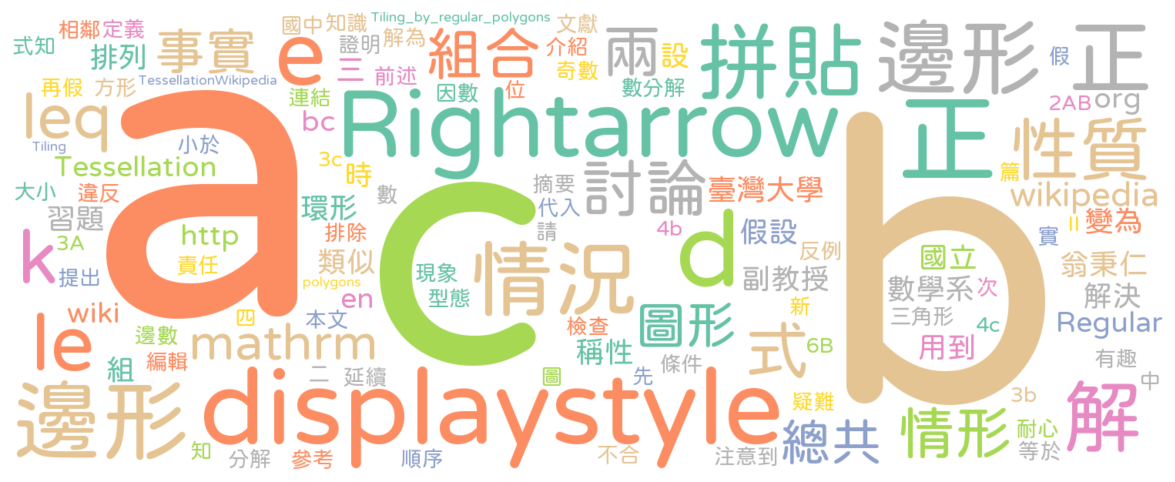 國中知識 Tiling_by_regular_polygons 文獻
相鄰 定義 證明 解為 介紹 設 假
式知 排列 事實 e 組合 兩 拼貼 邊形 正
再假 方形 TessellationWikipedia 三 前述 奇數
連結 因數 位 數分解 2AB org
leq a bc Rightarrow 正 性質
Tiling 小於 3c 時 篇
Tessellation 數 摘要 討論 臺灣大學 wikipedia
大小 違反 環形 代入
習題 排除 請 4b 假設 II 變為
3A http c d 反例 實
k 責任 類似 現象 情況 國立 翁秉仁
提出 polygons 型態 副教授 數學系 次 解決
wiki en 圖形 新 三角形 4c Regular
le 邊數 四 本文 檢查 式 6B 用到 有趣
編輯 mathrm 稱性 條件 b
組 二 延續 圖 先 3b 中
邊形 displaystyle 疑難 情形 解
知 總共 耐心
分解 參考 順序 不合 注意到 等於